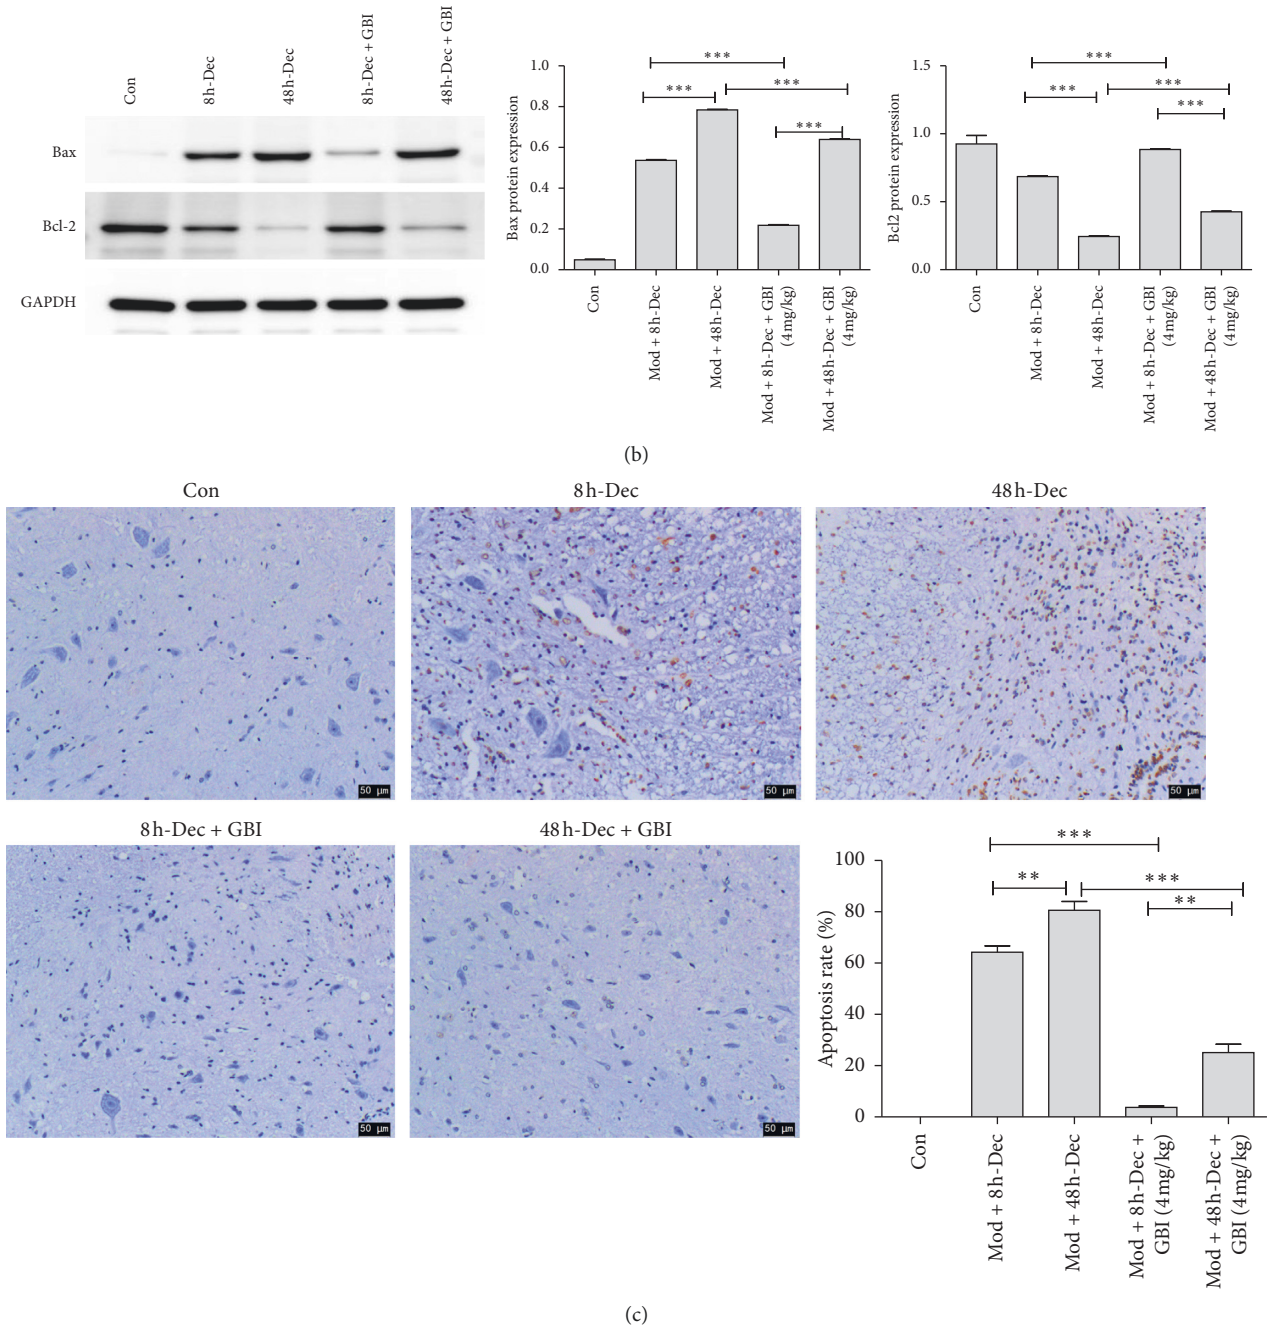 Con
8h-Dec
48h-Dec
8h-Dec + GBI
48h-Dec + GBI
Bax
Bcl-2
GAPDH
Bax protein expression
1.0
0.8
0.6
0.4
0.2
0.0
***
***
***
***
Con
Mod + 8h-Dec
Mod + 48h-Dec
Mod + 8h-Dec + GBI
(4mg/kg)
Mod + 48h-Dec + GBI
(4mg/kg)
Bcl2 protein expression
1.5
1.0
0.5
0.0
***
***
***
***
Con
Mod + 8h-Dec
Mod + 48h-Dec
Mod + 8h-Dec + GBI
(4mg/kg)
Mod + 48h-Dec + GBI
(4mg/kg)
(b)
Con
8h-Dec
48h-Dec
50 µm
50 µm
50 µm
8h-Dec + GBI
48h-Dec + GBI
50 µm
50 µm
Apoptosis rate (%)
100
80
60
40
20
0
***
**
***
**
Con
Mod + 8h-Dec
Mod + 48h-Dec
Mod + 8h-Dec +
GBI (4mg/kg)
Mod + 48h-Dec +
GBI (4mg/kg)
(c)